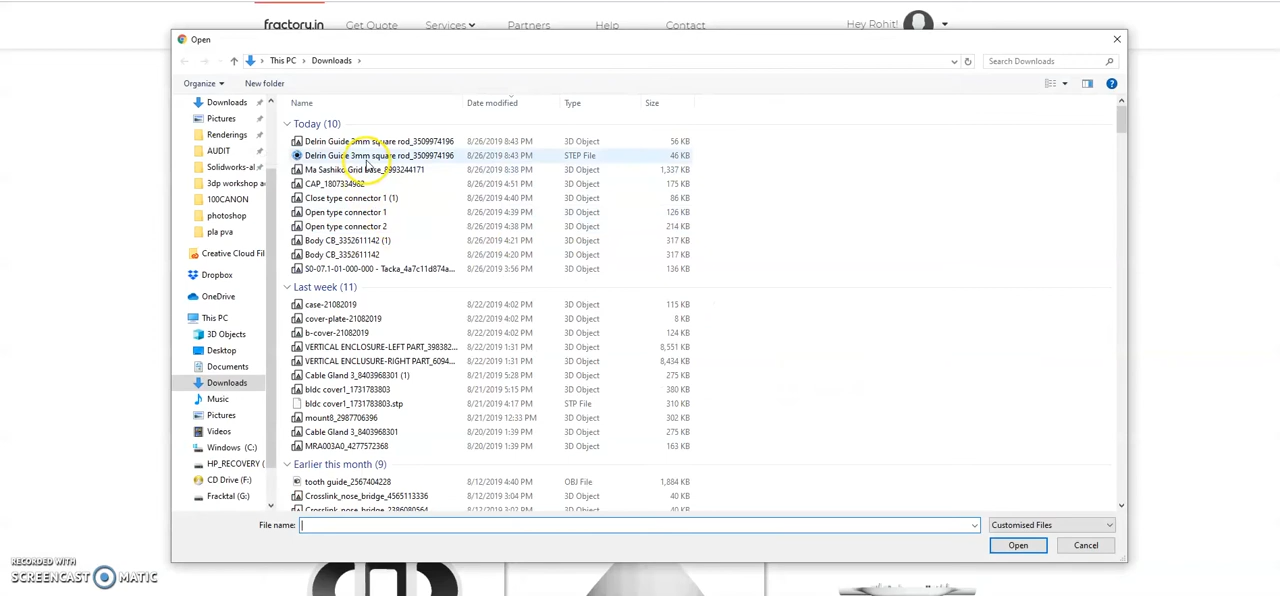 fractory.in Get Quote Services Partners Help Contact Hey Rohit!
Open
This PC Downloads
Search Downloads
Organize New folder
Name Date modified Type Size
Downloads
Pictures
Renderings
AUDIT
Solidworks-al
3dp workshop a
100CANON
photoshop
pla pva
Creative Cloud Fil
Dropbox
OneDrive
This PC
3D Objects
Desktop
Documents
Downloads
Music
Pictures
Videos
Windows (C:)
HP_RECOVERY (
CD Drive (F:)
Fracktal (G:)
Today (10)
Delrin Guide 3mm square rod_3509974196 8/26/2019 8:43 PM 3D Object 56 KB
Delrin Guide 3mm square rod_3509974196 8/26/2019 8:43 PM STEP File 46 KB
Ma Sashiko Grid base_8993244171 8/26/2019 8:38 PM 3D Object 1,337 KB
CAP_1807334982 8/26/2019 4:51 PM 3D Object 175 KB
Close type connector 1 (1) 8/26/2019 4:40 PM 3D Object 86 KB
Open type connector 1 8/26/2019 4:39 PM 3D Object 126 KB
Open type connector 2 8/26/2019 4:38 PM 3D Object 214 KB
Body CB_3352611142 (1) 8/26/2019 4:21 PM 3D Object 317 KB
Body CB_3352611142 8/26/2019 4:20 PM 3D Object 317 KB
S0-07.1-01-000-000 - Tacka_4a7c11d874a... 8/26/2019 3:56 PM 3D Object 136 KB
Last week (11)
case-21082019 8/22/2019 4:02 PM 3D Object 115 KB
cover-plate-21082019 8/22/2019 4:02 PM 3D Object 8 KB
b-cover-21082019 8/22/2019 4:02 PM 3D Object 124 KB
VERTICAL ENCLOSURE-LEFT PART_398382... 8/22/2019 1:31 PM 3D Object 8,551 KB
VERTICAL ENCLOSURE-RIGHT PART_6094... 8/22/2019 1:31 PM 3D Object 8,434 KB
Cable Gland 3_8403968301 (1) 8/21/2019 5:28 PM 3D Object 275 KB
bldc cover1_1731783803 8/21/2019 5:15 PM 3D Object 380 KB
bldc cover1_1731783803.stp 8/21/2019 4:17 PM STP File 310 KB
mount8_2987706396 8/21/2019 12:33 PM 3D Object 302 KB
Cable Gland 3_8403968301 8/20/2019 1:39 PM 3D Object 275 KB
MRA003A0_4277572368 8/20/2019 1:39 PM 3D Object 163 KB
Earlier this month (9)
tooth guide_2567404228 8/12/2019 4:40 PM OBJ File 1,884 KB
Crosslink_nose_bridge_4565113336 8/12/2019 3:04 PM 3D Object 40 KB
Crosslink_nose_bridge_2386080564 8/12/2019 3:02 PM 3D Object 40 KB
File name: Customised Files
Open Cancel
RECORDED WITH
SCREENCAST MATIC